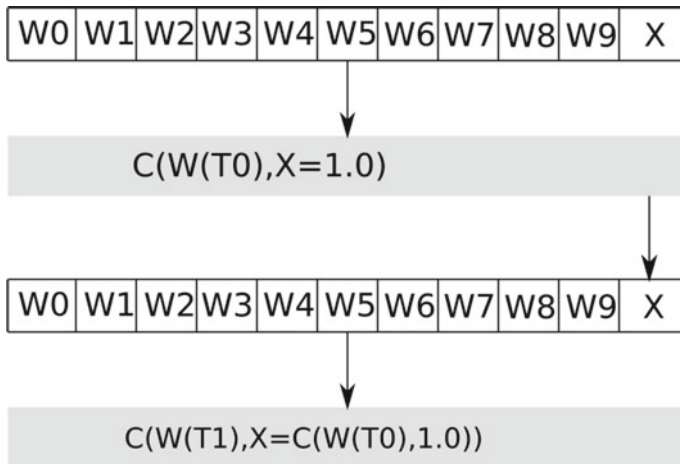 W0 W1 W2 W3 W4 W5 W6 W7 W8 W9 X
C(W(T0),X=1.0)
W0 W1 W2 W3 W4 W5 W6 W7 W8 W9 X
C(W(T1),X=C(W(T0),1.0))